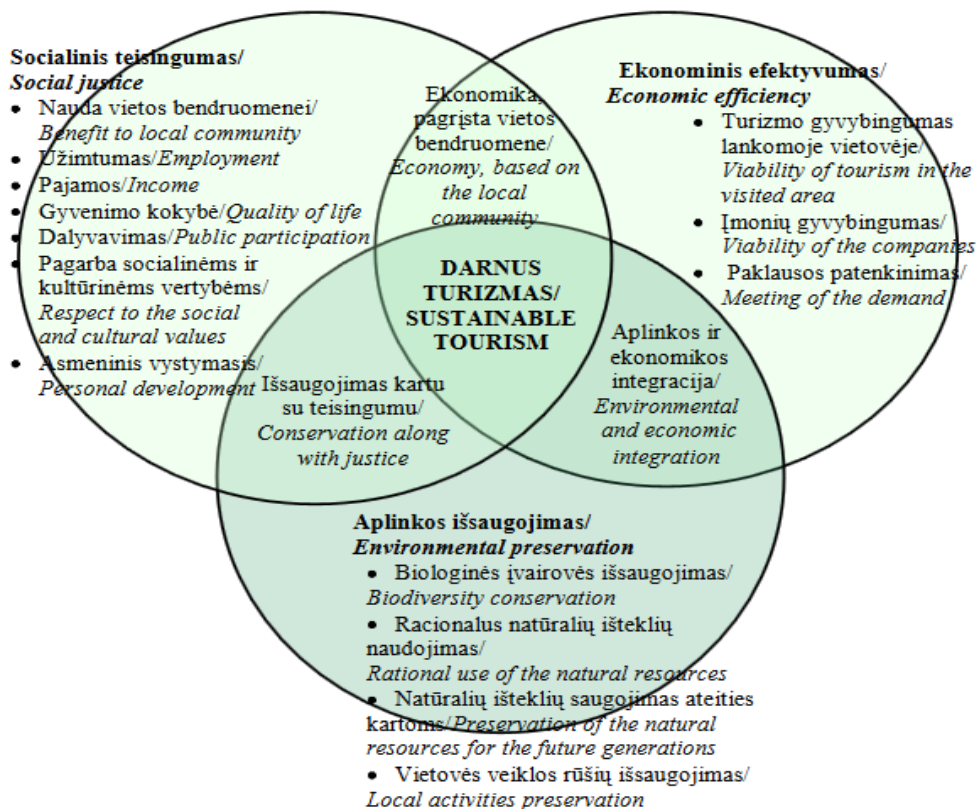 Socialinis teisingumas/
Social justice
• Nauda vietos bendruomenei/
Benefit to local community
• Užimtumas/Employment
• Pajamos/Income
• Gyvenimo kokybė/Quality of life
• Dalyvavimas/Public participation
• Pagarba socialinėms ir
kultūrinėms vertybėms/
Respect to the social
and cultural values
• Asmeninis vystymasis/
Personal development
Ekonomika,
pagrįsta vietos
bendruomene/
Economy, based on
the local
community
Ekonominis efektyvumas/
Economic efficiency
• Turizmo gyvybingumas
lankomoje vietovėje/
Viability of tourism in the
visited area
• Įmonių gyvybingumas/
Viability of the companies
• Paklausos patenkinimas/
Meeting of the demand
DARNUS
TURIZMAS/
SUSTAINABLE
TOURISM
Išsaugojimas kartu
su teisingumu/
Conservation along
with justice
Aplinkos ir
ekonomikos
integracija/
Environmental
and economic
integration
Aplinkos išsaugojimas/
Environmental preservation
• Biologinės įvairovės išsaugojimas/
Biodiversity conservation
• Racionalus natūralių išteklių
naudojimas/
Rational use of the natural resources
• Natūralių išteklių saugojimas ateities
kartoms/Preservation of the natural
resources for the future generations
• Vietovės veiklos rūšių išsaugojimas/
Local activities preservation